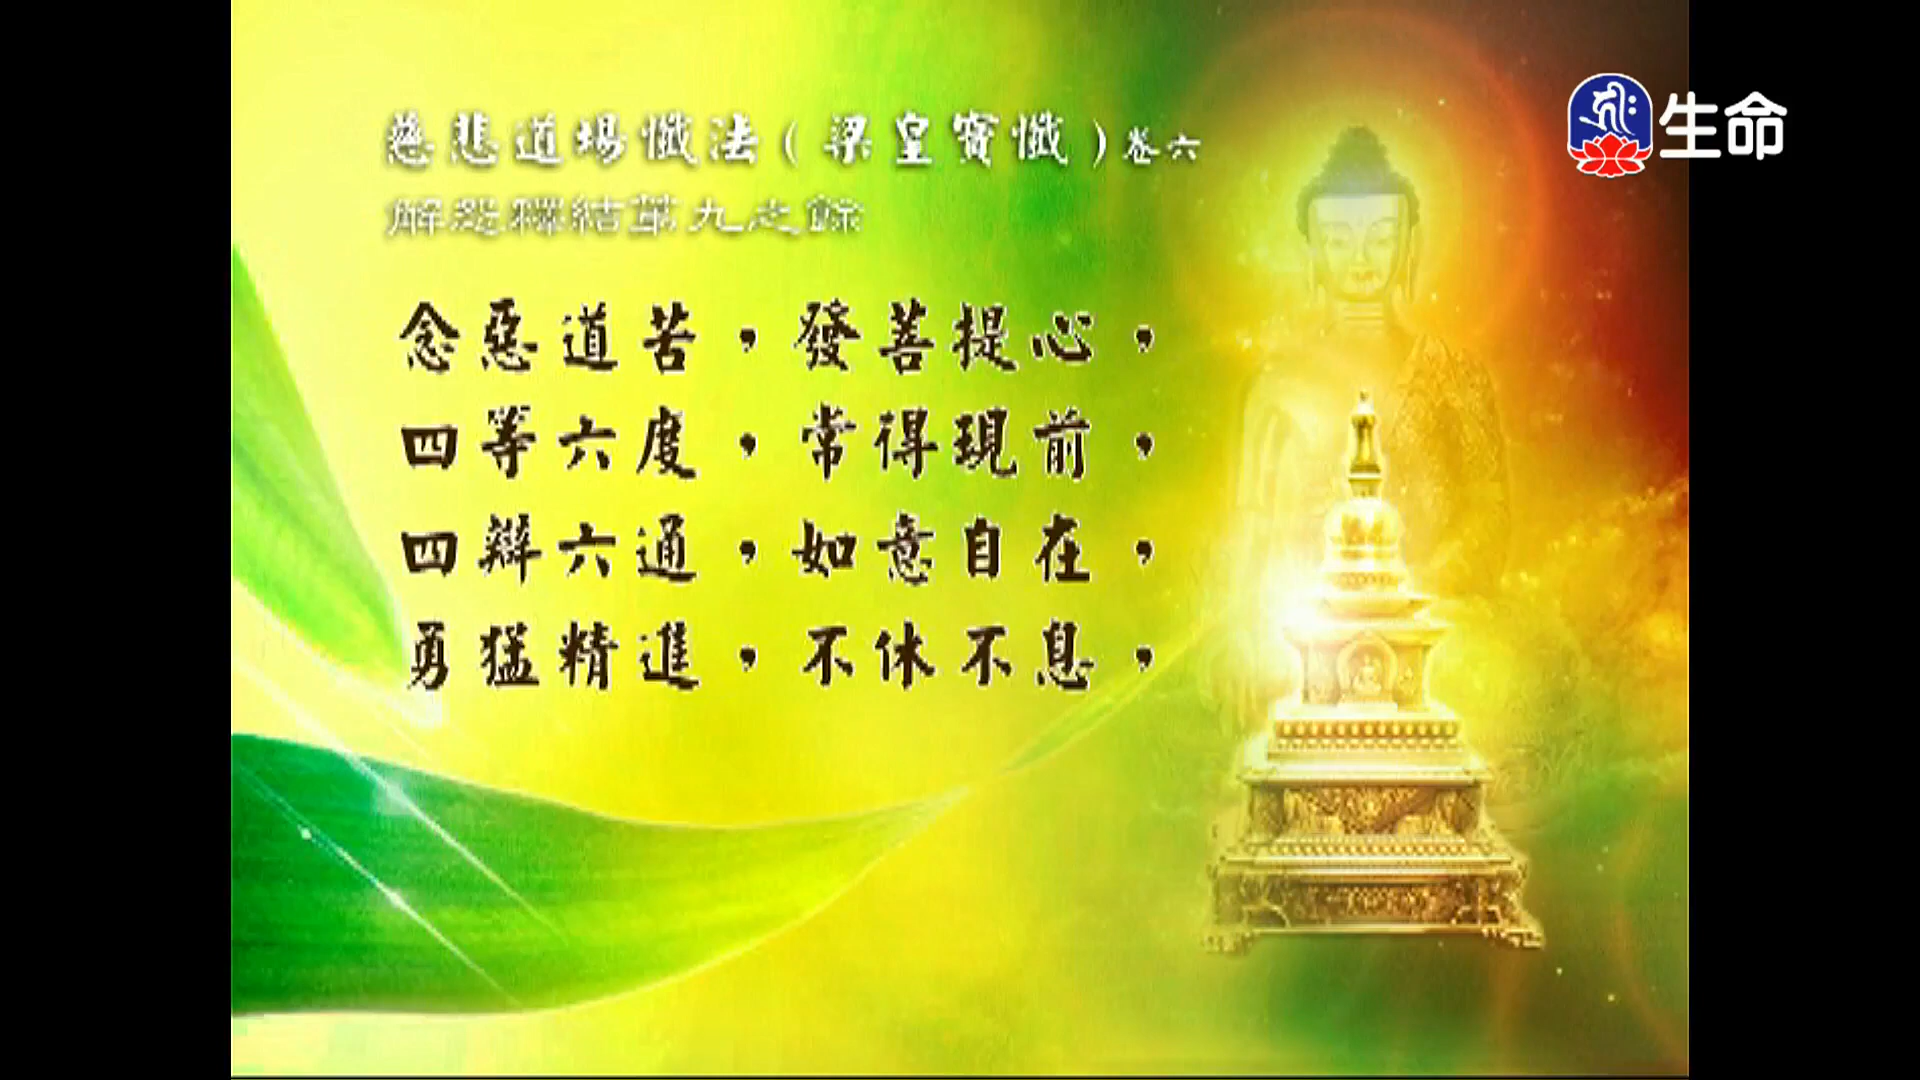 慈悲道場懺法(梁皇寶懺)卷六
生命
解冤釋結第九之餘
念惡道苦，發菩提心，
四等六度，常得現前，
四辯六通，如意自在，
勇猛精進，不休不息，